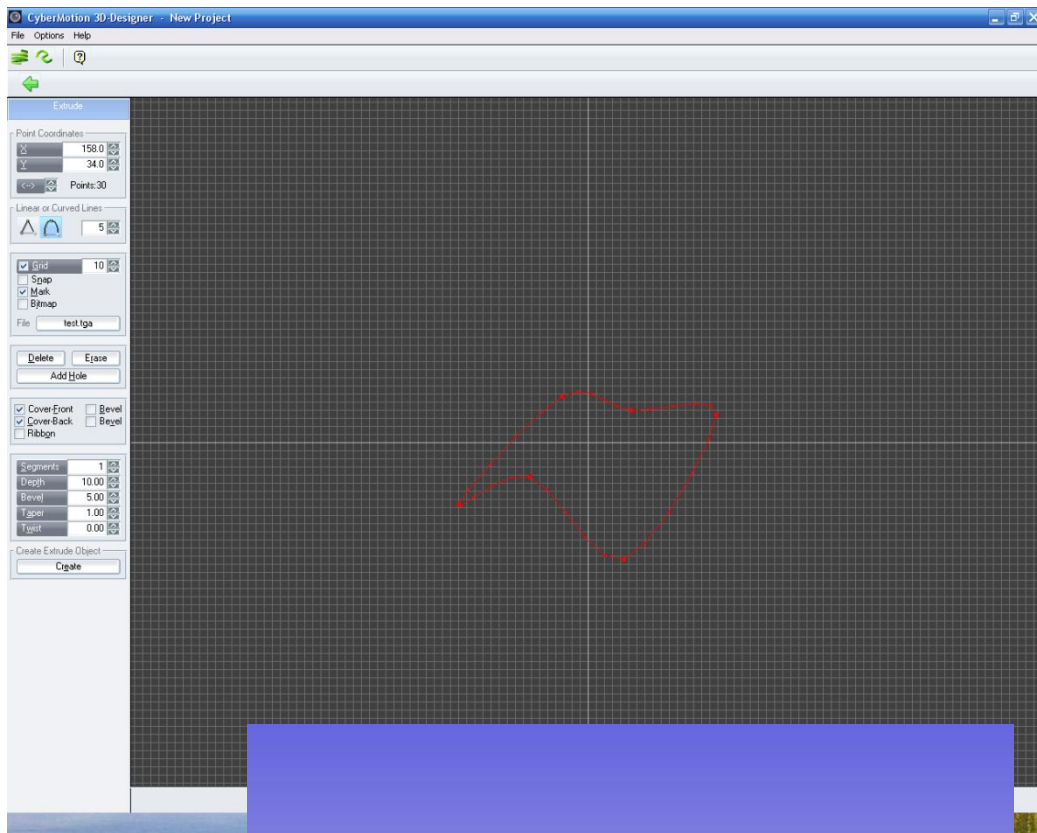 CyberMotion 3D-Designer - New Project
File Options Help
Extrude
Point Coordinates
X 158.0
Y 34.0
<-> Points:30
Linear or Curved Lines
5
Grid 10
Snap
Mark
Bitmap
File test.tga
Delete Erase
Add Hole
Cover-Front Bevel
Cover-Back Bevel
Ribbon
Segments 1
Depth 10.00
Bevel 5.00
Taper 1.00
Twist 0.00
Create Extrude Object
Create